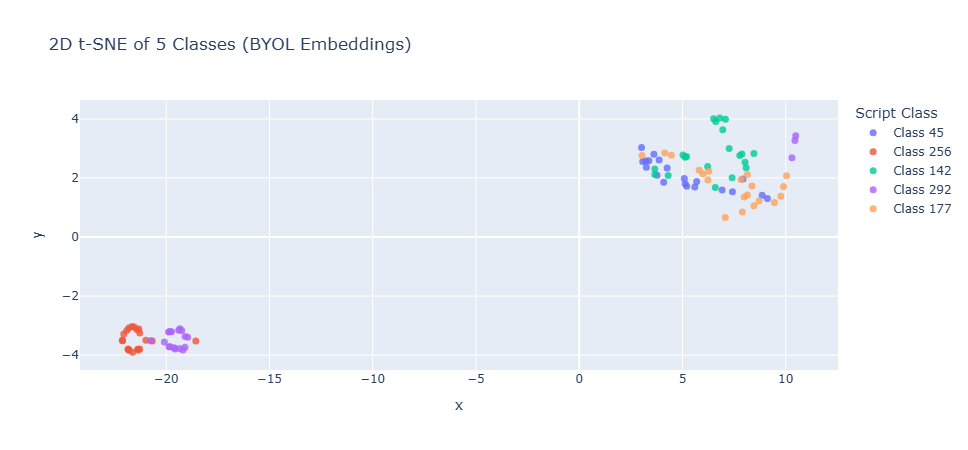 2D t-SNE of 5 Classes (BYOL Embeddings)
Script Class
Class 45
Class 256
Class 142
Class 292
Class 177
4
2
0
−2
−4
y
−20
−15
−10
−5
0
5
10
x